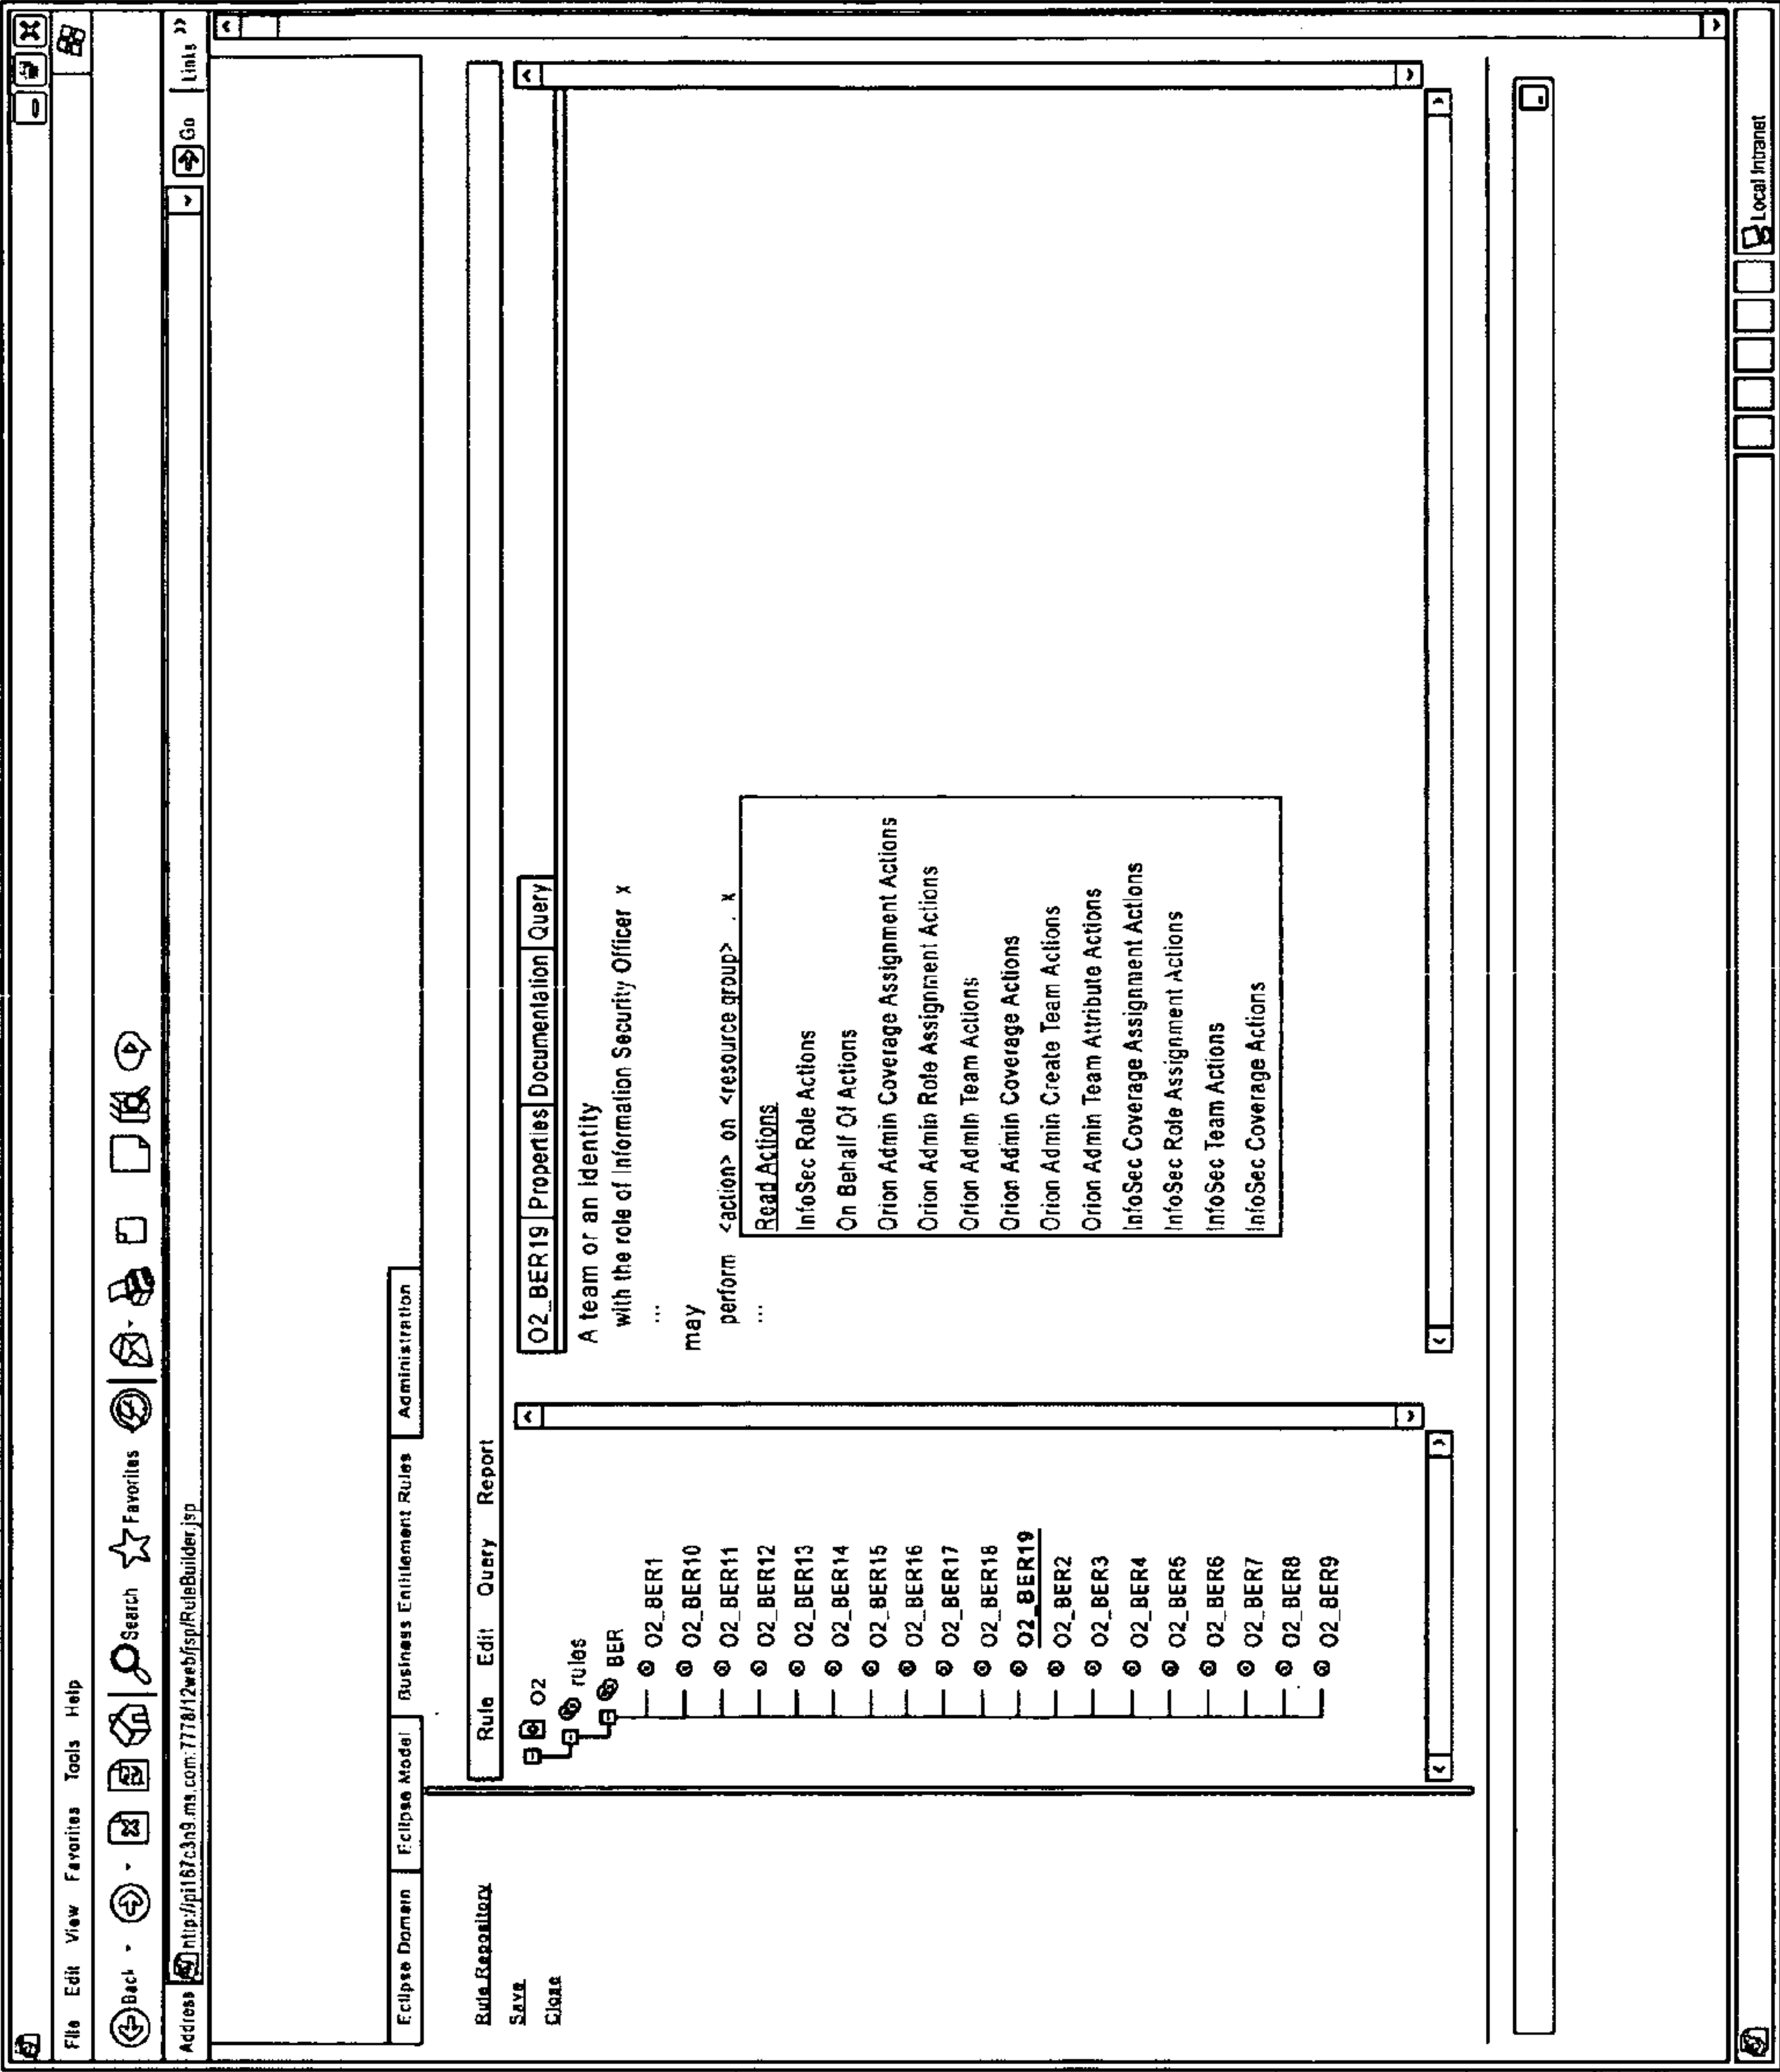 File Edit View Favorites Tools Help
Back Search Favorites
Address http://pi167c3n9.ms.com:7778/12web/jsp/RuleBuilder.jsp Go Links »
Eclipse Domain Eclipse Model Business Entitlement Rules Administration
Rule Repository
Save
Close
Rule Edit Query Report
O2
rules
BER
O2_BER1
O2_BER10
O2_BER11
O2_BER12
O2_BER13
O2_BER14
O2_BER15
O2_BER16
O2_BER17
O2_BER18
O2_BER19
O2_BER2
O2_BER3
O2_BER4
O2_BER5
O2_BER6
O2_BER7
O2_BER8
O2_BER9
O2_BER19 Properties Documentation Query
A team or an Identity
with the role of Information Security Officer x
...
may
perform <action> on <resource group> . x
...
Read Actions
InfoSec Role Actions
On Behalf Of Actions
Orion Admin Coverage Assignment Actions
Orion Admin Role Assignment Actions
Orion Admin Team Actions
Orion Admin Coverage Actions
Orion Admin Create Team Actions
Orion Admin Team Attribute Actions
InfoSec Coverage Assignment Actions
InfoSec Role Assignment Actions
InfoSec Team Actions
InfoSec Coverage Actions
Local Intranet